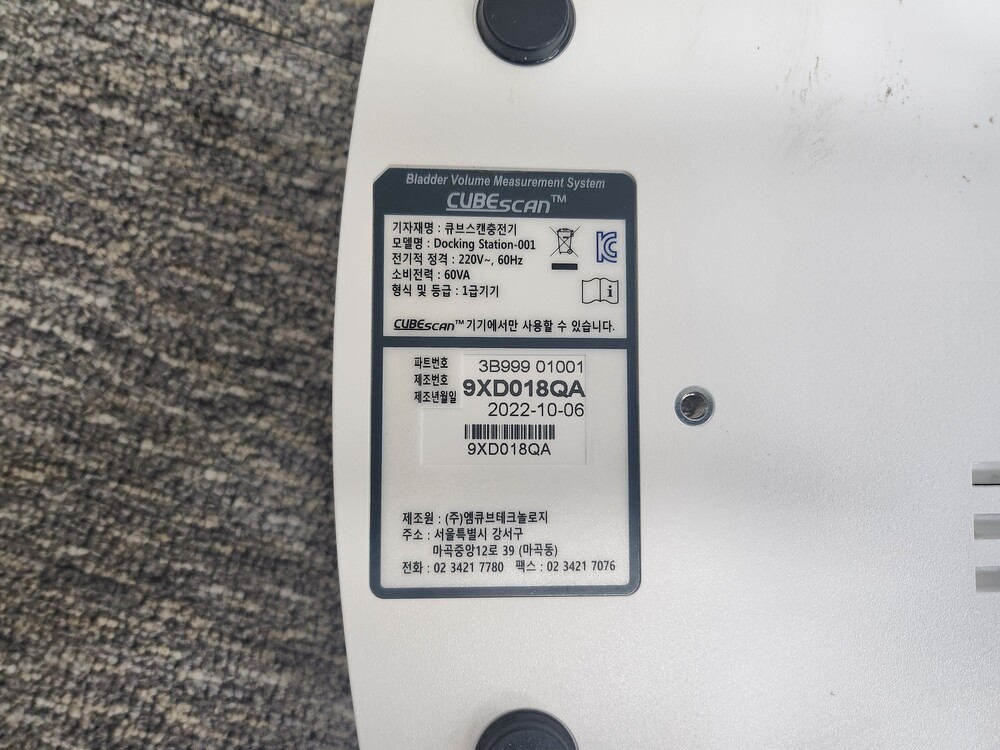 Bladder Volume Measurement System
CUBEscan™
기자재명 : 큐브스캔충전기
모델명 : Docking Station-001
전기적 정격 : 220V~, 60Hz
소비전력 : 60VA
형식 및 등급 : 1급기기
CUBEscan™ 기기에서만 사용할 수 있습니다.
파트번호 3B999 01001
제조번호 9XD018QA
제조년월일 2022-10-06
9XD018QA
제조원 : (주)엠큐브테크놀로지
주소 : 서울특별시 강서구
마곡중앙12로 39 (마곡동)
전화 : 02 3421 7780 팩스 : 02 3421 7076